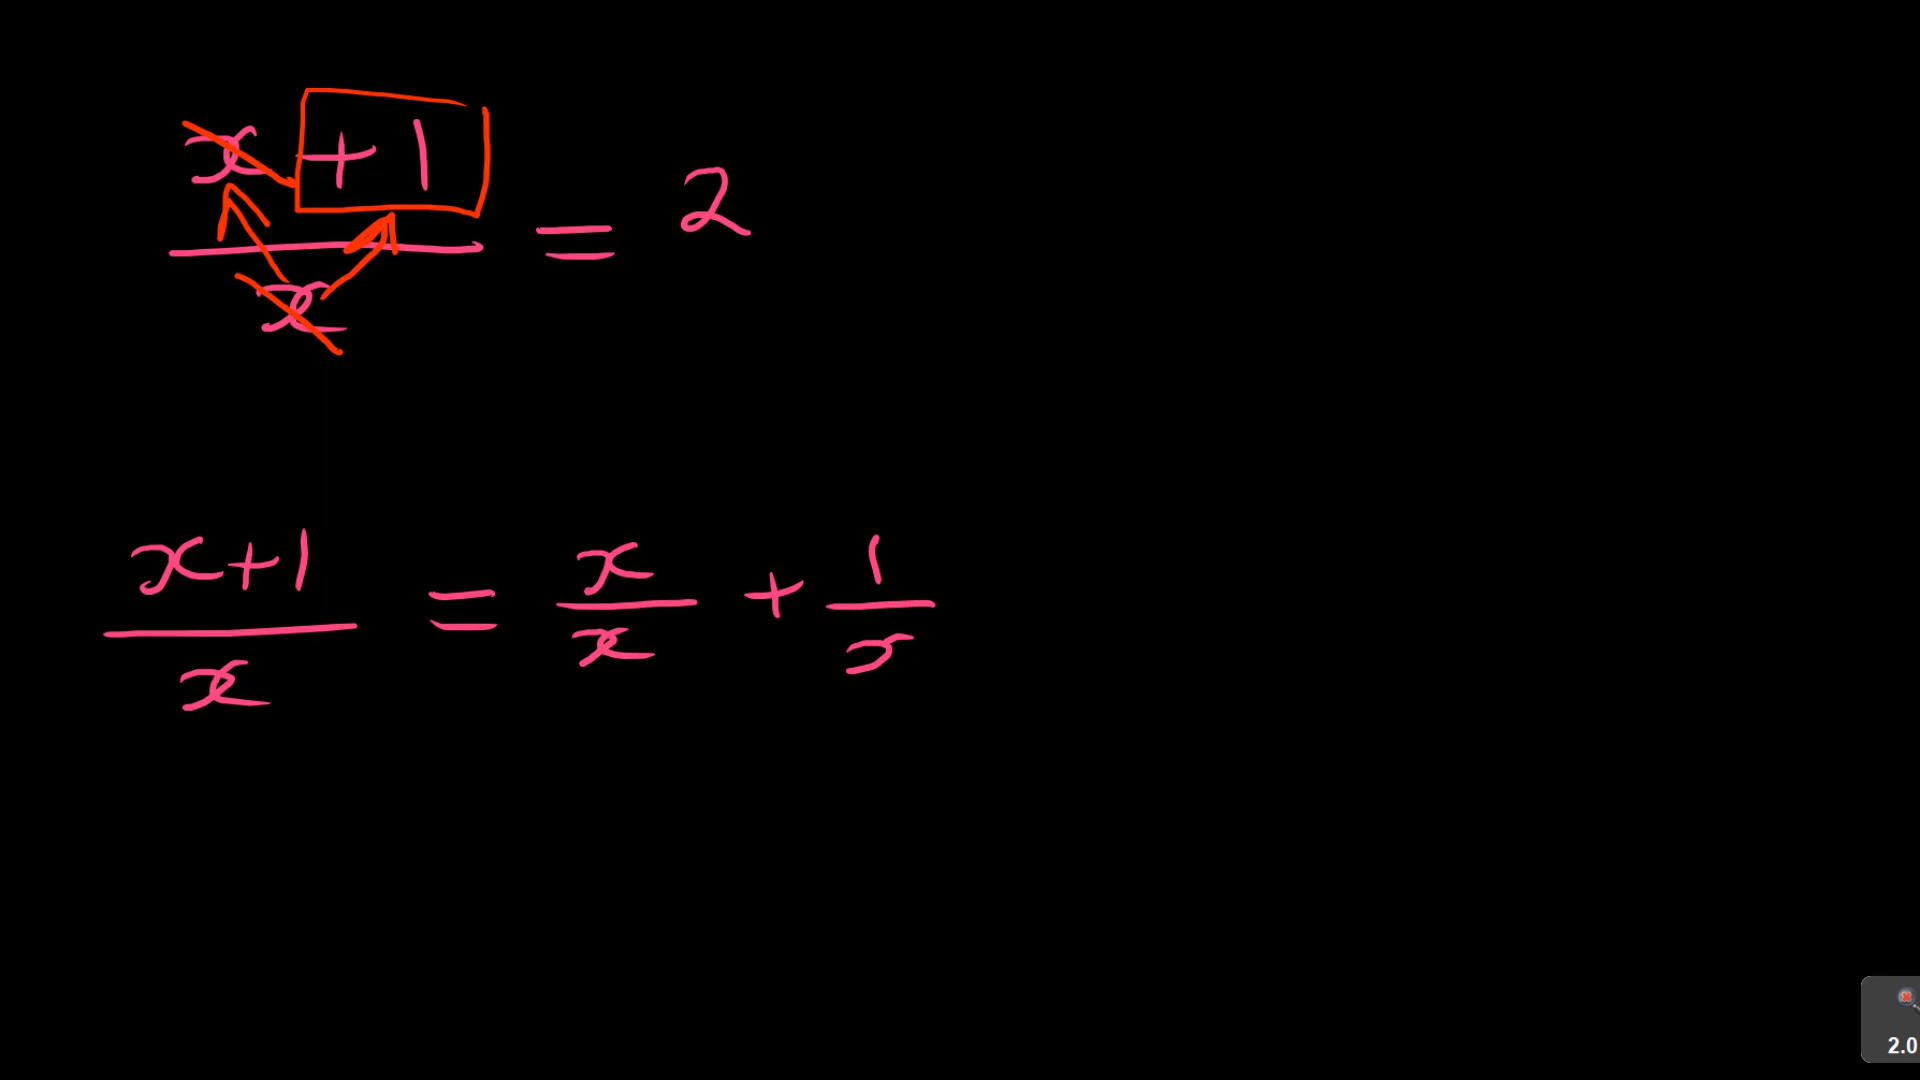 x + 1 / x = 2
x+1 / x = x / x + 1 / x
2.0